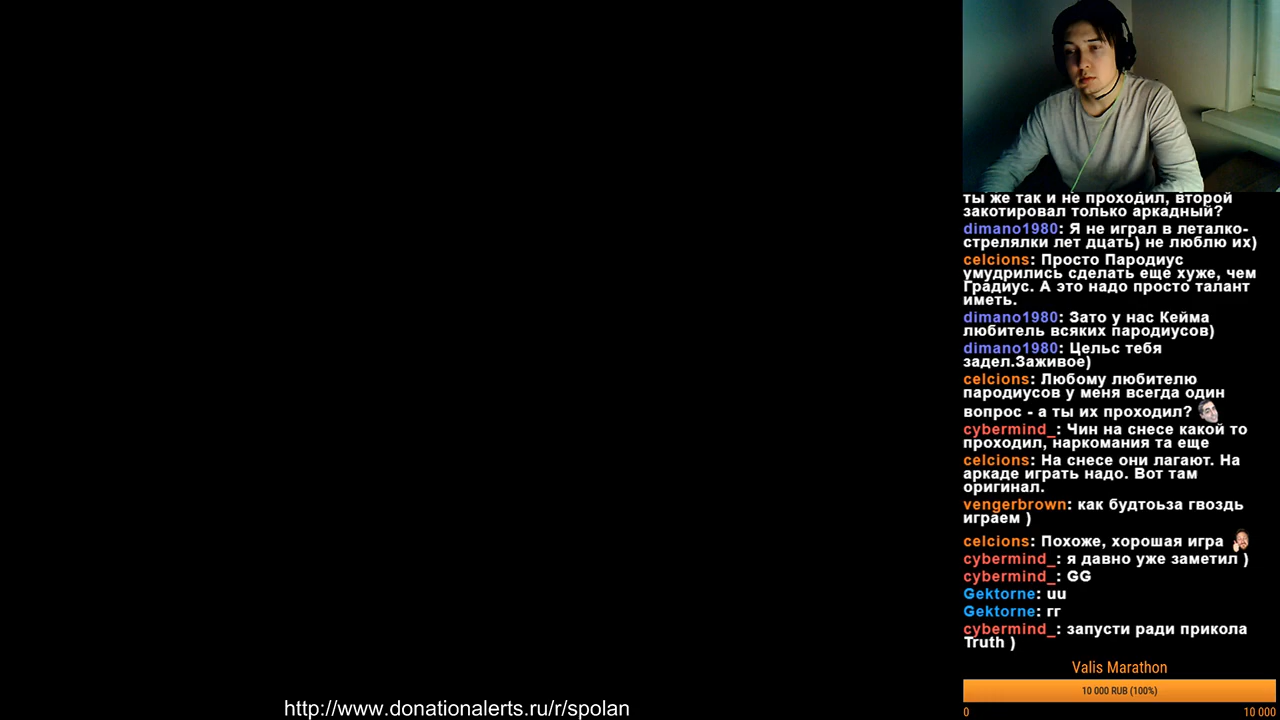 ты же так и не проходил, второй
закотировал только аркадный?
dimano1980: Я не играл в леталко-
стрелялки лет дцать) не люблю их)
celcions: Просто Пародиус
умудрились сделать еще хуже, чем
Градиус. А это надо просто талант
иметь.
dimano1980: Зато у нас Кейма
любитель всяких пародиусов)
dimano1980: Цельс тебя
задел.Заживое)
celcions: Любому любителю
пародиусов у меня всегда один
вопрос - а ты их проходил?
cybermind_: Чин на снесе какой то
проходил, наркомания та еще
celcions: На снесе они лагают. На
аркаде играть надо. Вот там
оригинал.
vengerbrown: как будтоьза гвоздь
играем )
celcions: Похоже, хорошая игра
cybermind_: я давно уже заметил )
cybermind_: GG
Gektorne: uu
Gektorne: гг
cybermind_: запусти ради прикола
Truth )
Valis Marathon
10 000 RUB (100%)
0 10 000
http://www.donationalerts.ru/r/spolan